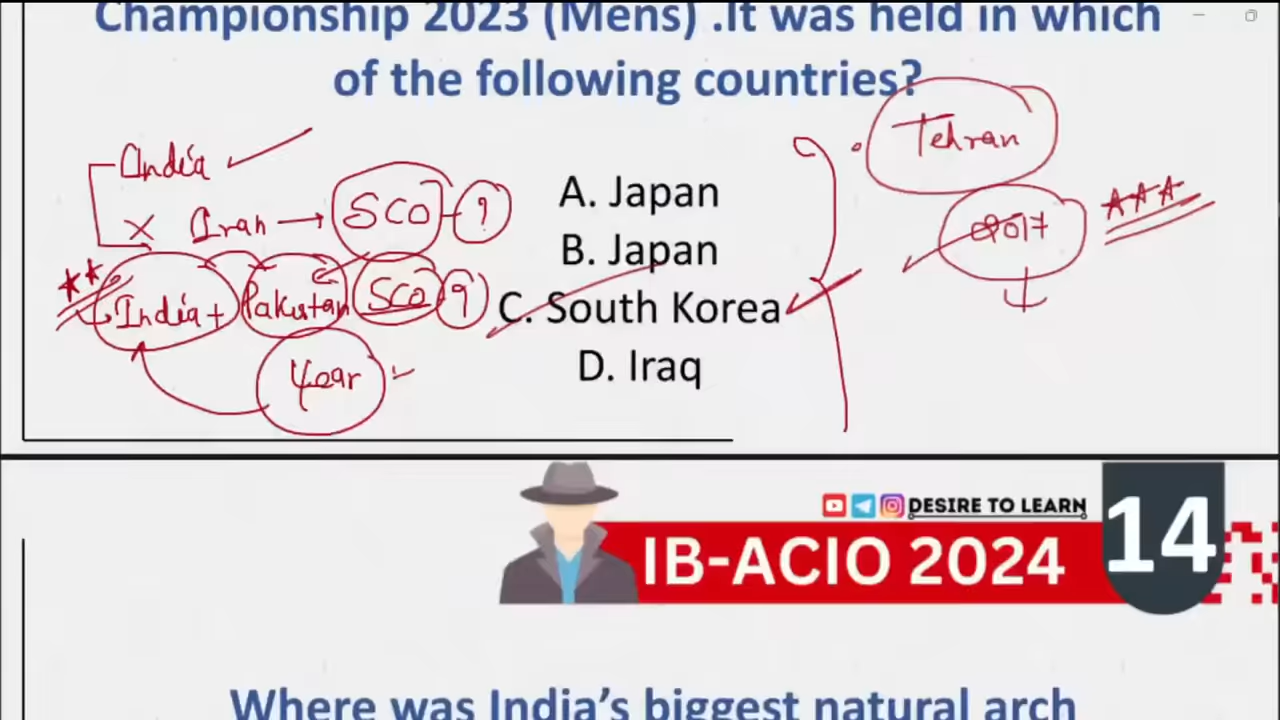 Championship 2023 (Mens) .It was held in which
of the following countries?
Tehran
India
Iran → SCO - ?
2017
India + Pakistan SCO ?
Year
A. Japan
B. Japan
C. South Korea
D. Iraq
DESIRE TO LEARN
14
IB-ACIO 2024
Where was India’s biggest natural arch